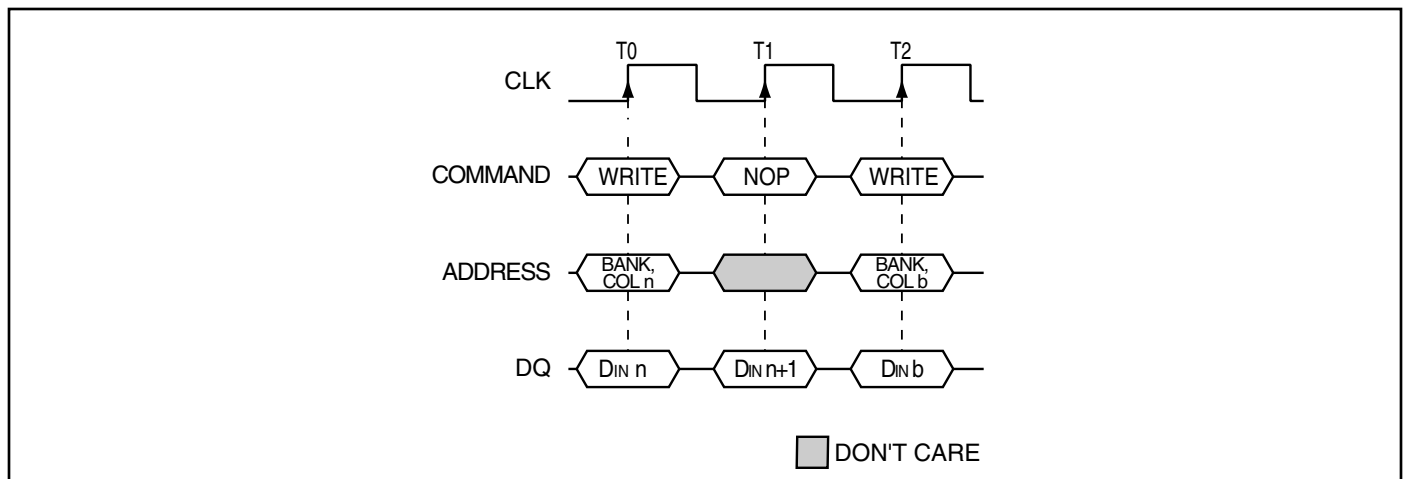 T0 T1 T2
CLK
COMMAND WRITE NOP WRITE
ADDRESS BANK, COL n BANK, COL b
DQ DIN n DIN n+1 DIN b
DON'T CARE